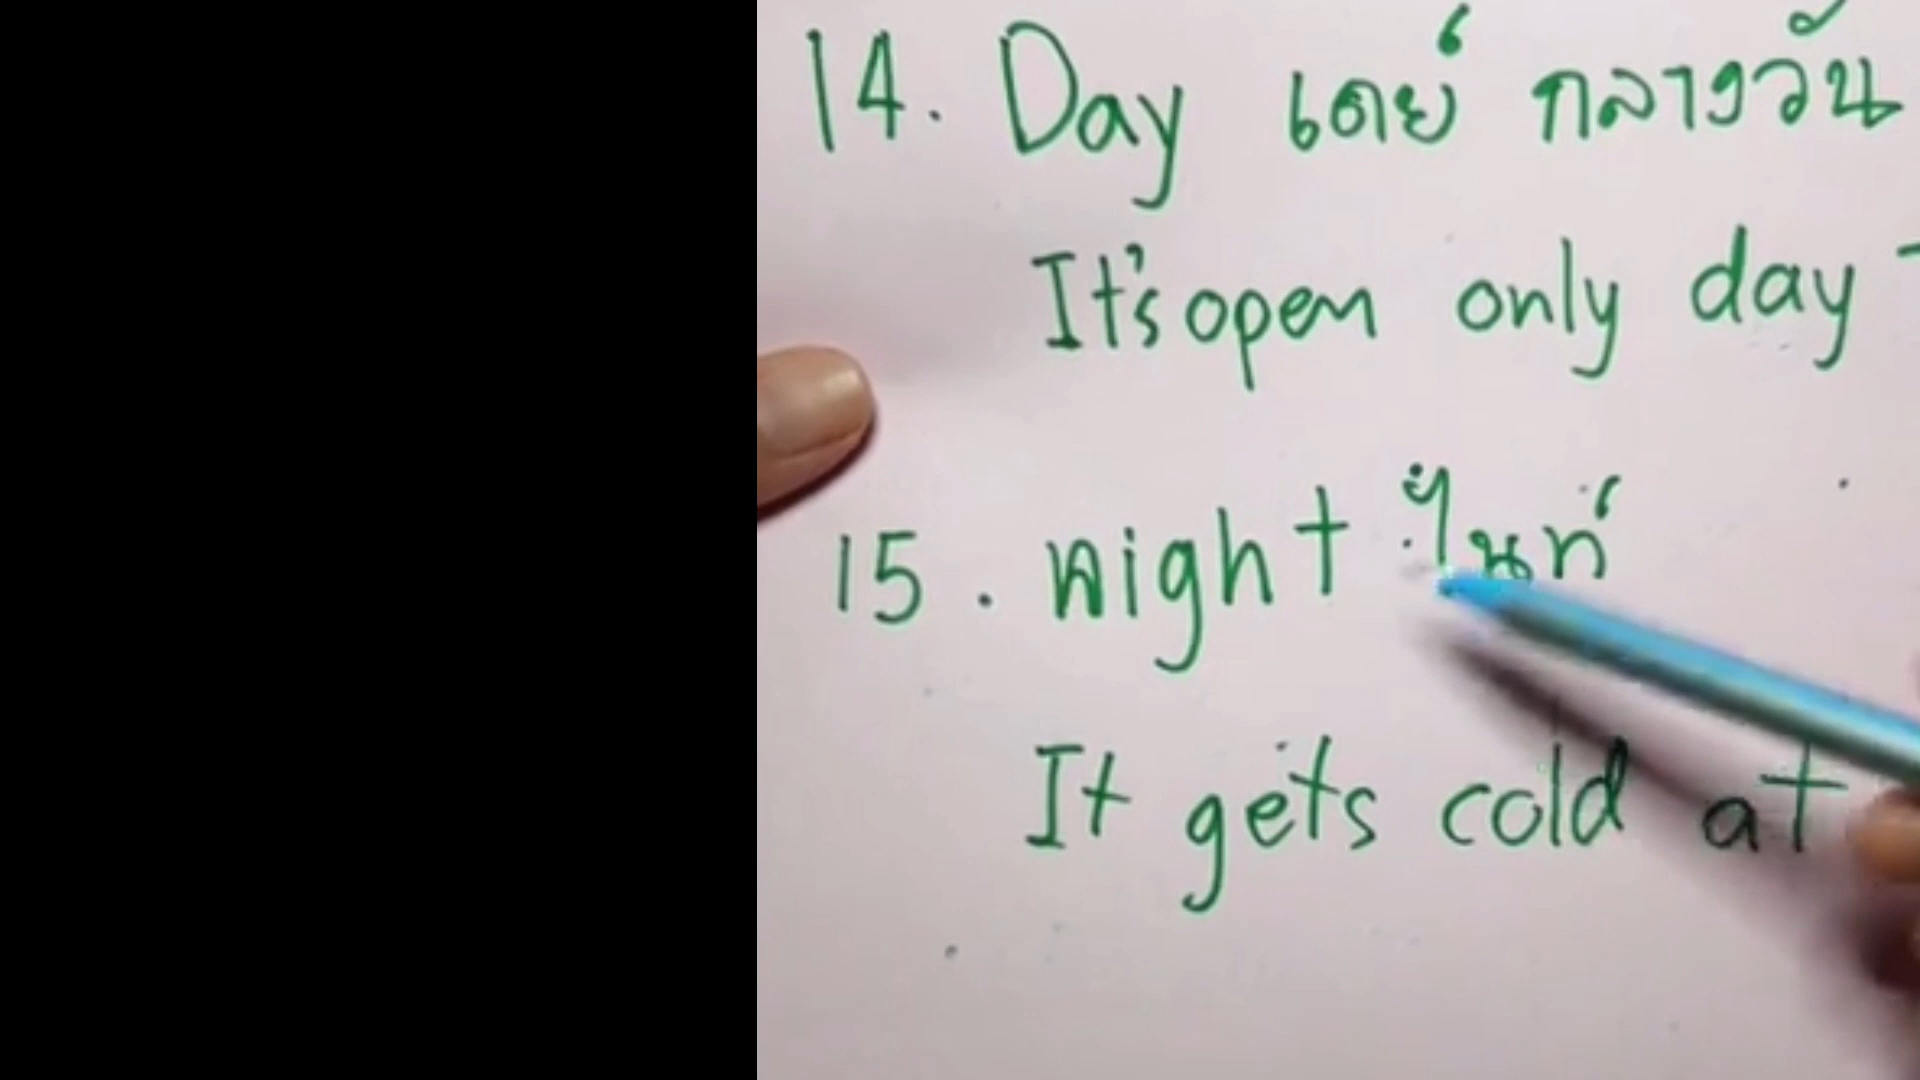 14. Day เดย์ กลางวัน
It's open only day
15. night ไนท์
It gets cold at